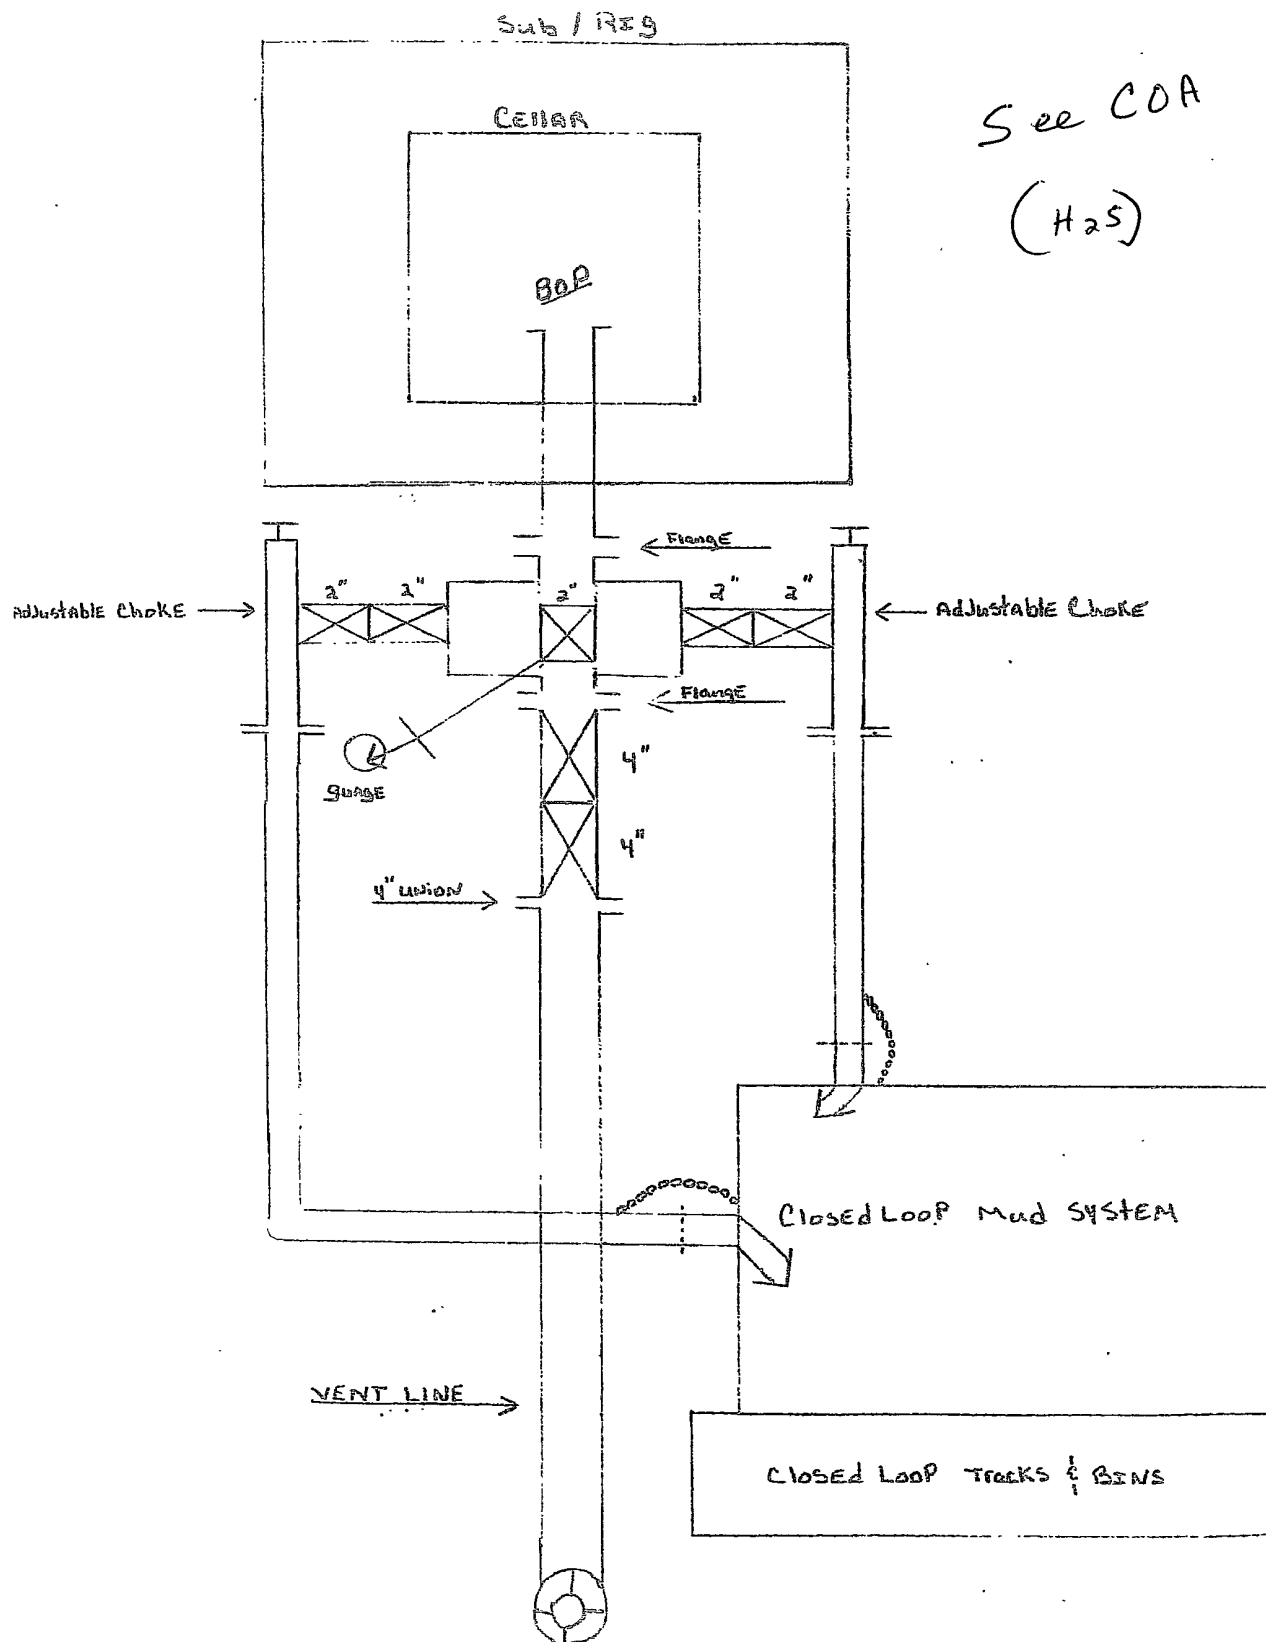 Sub / RIg
CEllAR
See COA
(H2S)
BOP
FlangE
2" 2" 2" 2" 2"
AdJustablE ChoKE
AdJustablE ChoKE
FlangE
4"
guagE
4"
4" UNiON
Closed LooP Mud SYStEM
VENT LINE
Closed LooP TracKS & BINS